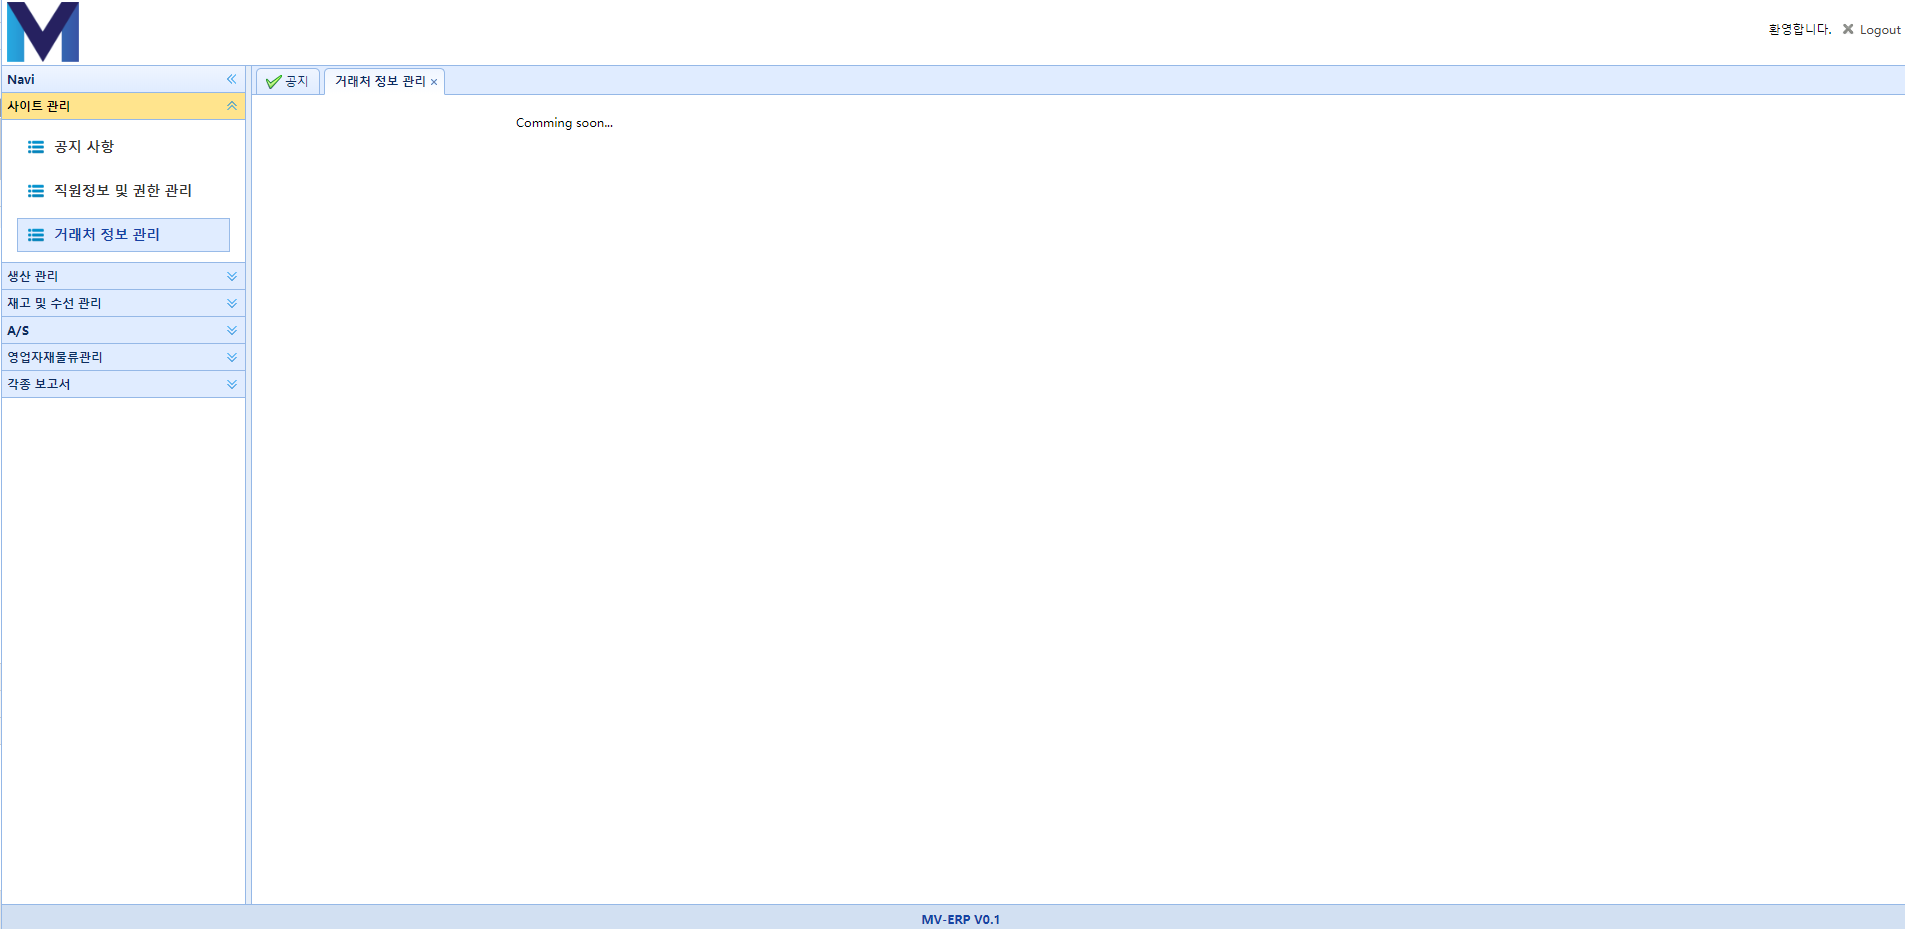 환영합니다. Logout
Navi
사이트 관리
공지 사항
직원정보 및 권한 관리
거래처 정보 관리
생산 관리
재고 및 수선 관리
A/S
영업자재물류관리
각종 보고서
공지 거래처 정보 관리
Comming soon...
MV-ERP V0.1